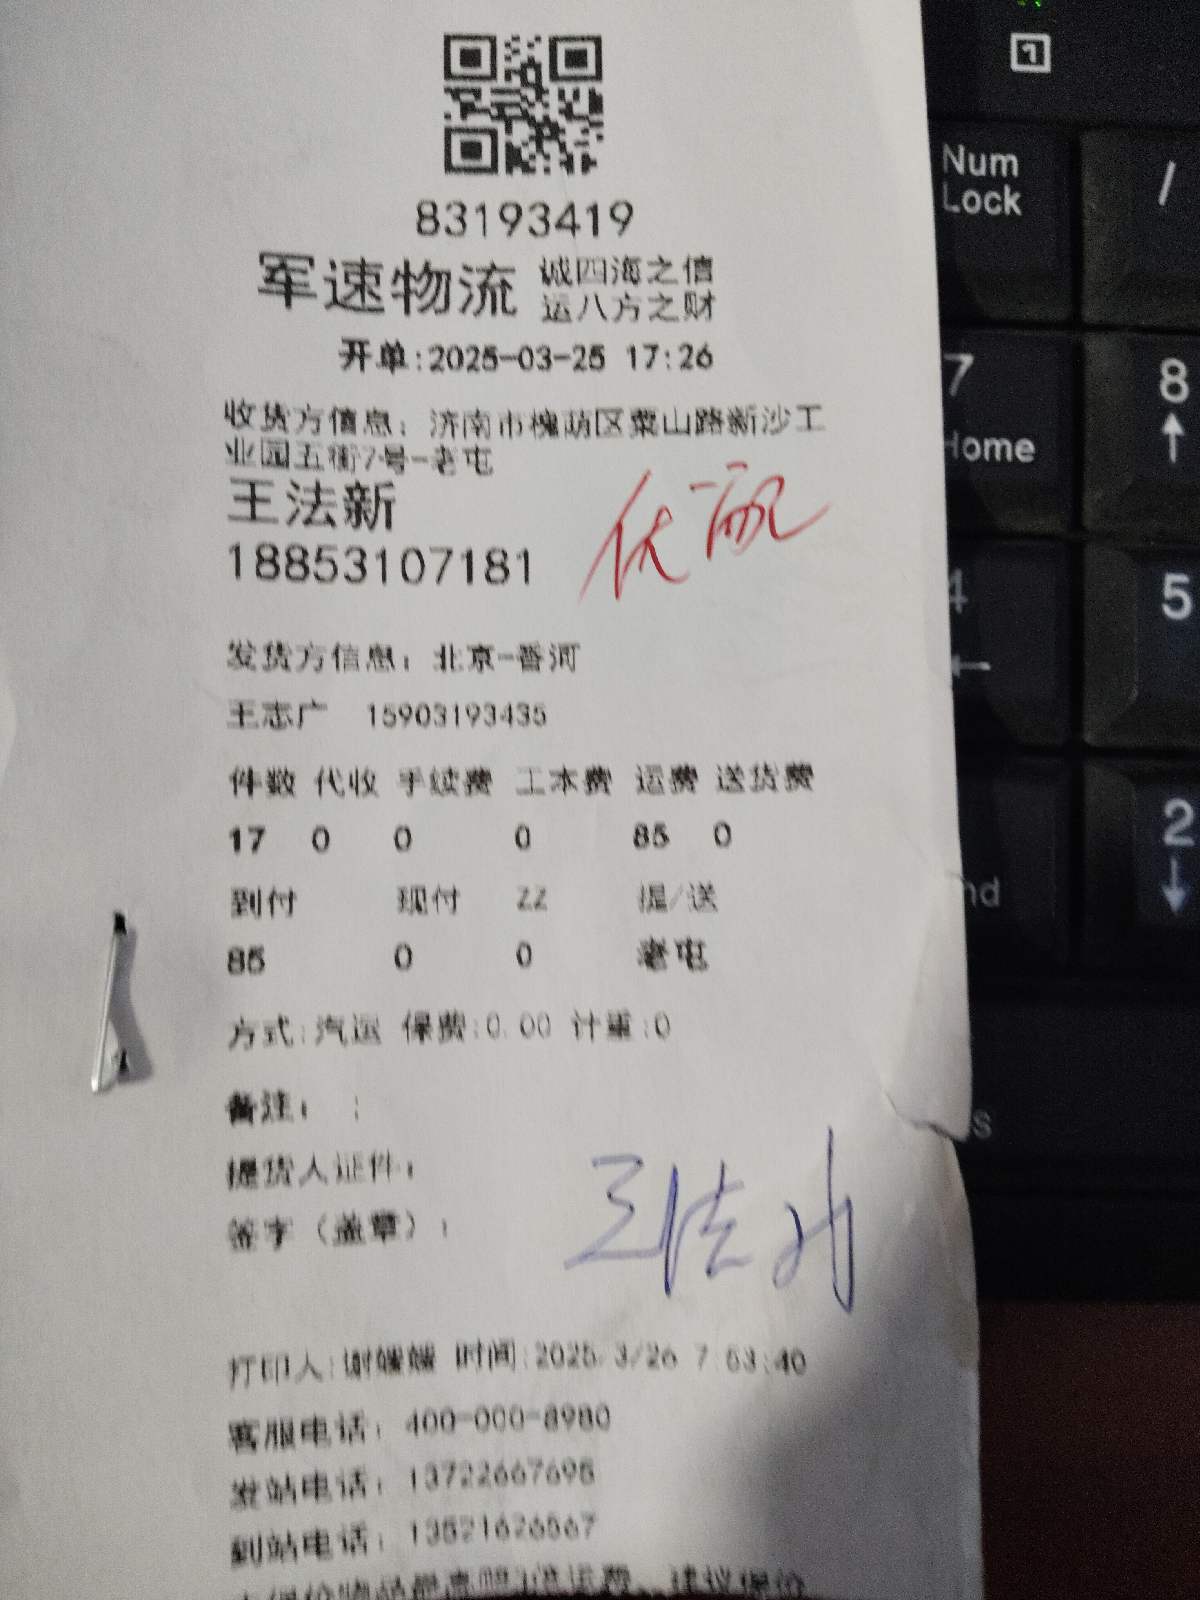 83193419
军速物流 诚四海之信
运八方之财
开单:2025-03-25 17:26
收货方信息: 济南市槐荫区粟山路新沙工
业园五街7号-老屯
王法新
18853107181
发货方信息: 北京-香河
王志广 15903193435
件数 代收 手续费 工本费 运费 送货费
17 0 0 0 85 0
到付 现付 ZZ 提/送
85 0 0 老屯
方式:汽运 保费:0.00 计重:0
备注: :
提货人证件:
签字(盖章):
打印人:谢媛媛 时间:2025/3/26 7:53:40
客服电话: 400-000-8980
发站电话: 13722667695
到站电话: 13521626567
1
Num
Lock
/
7
Home
8
4
5
2
nd
s